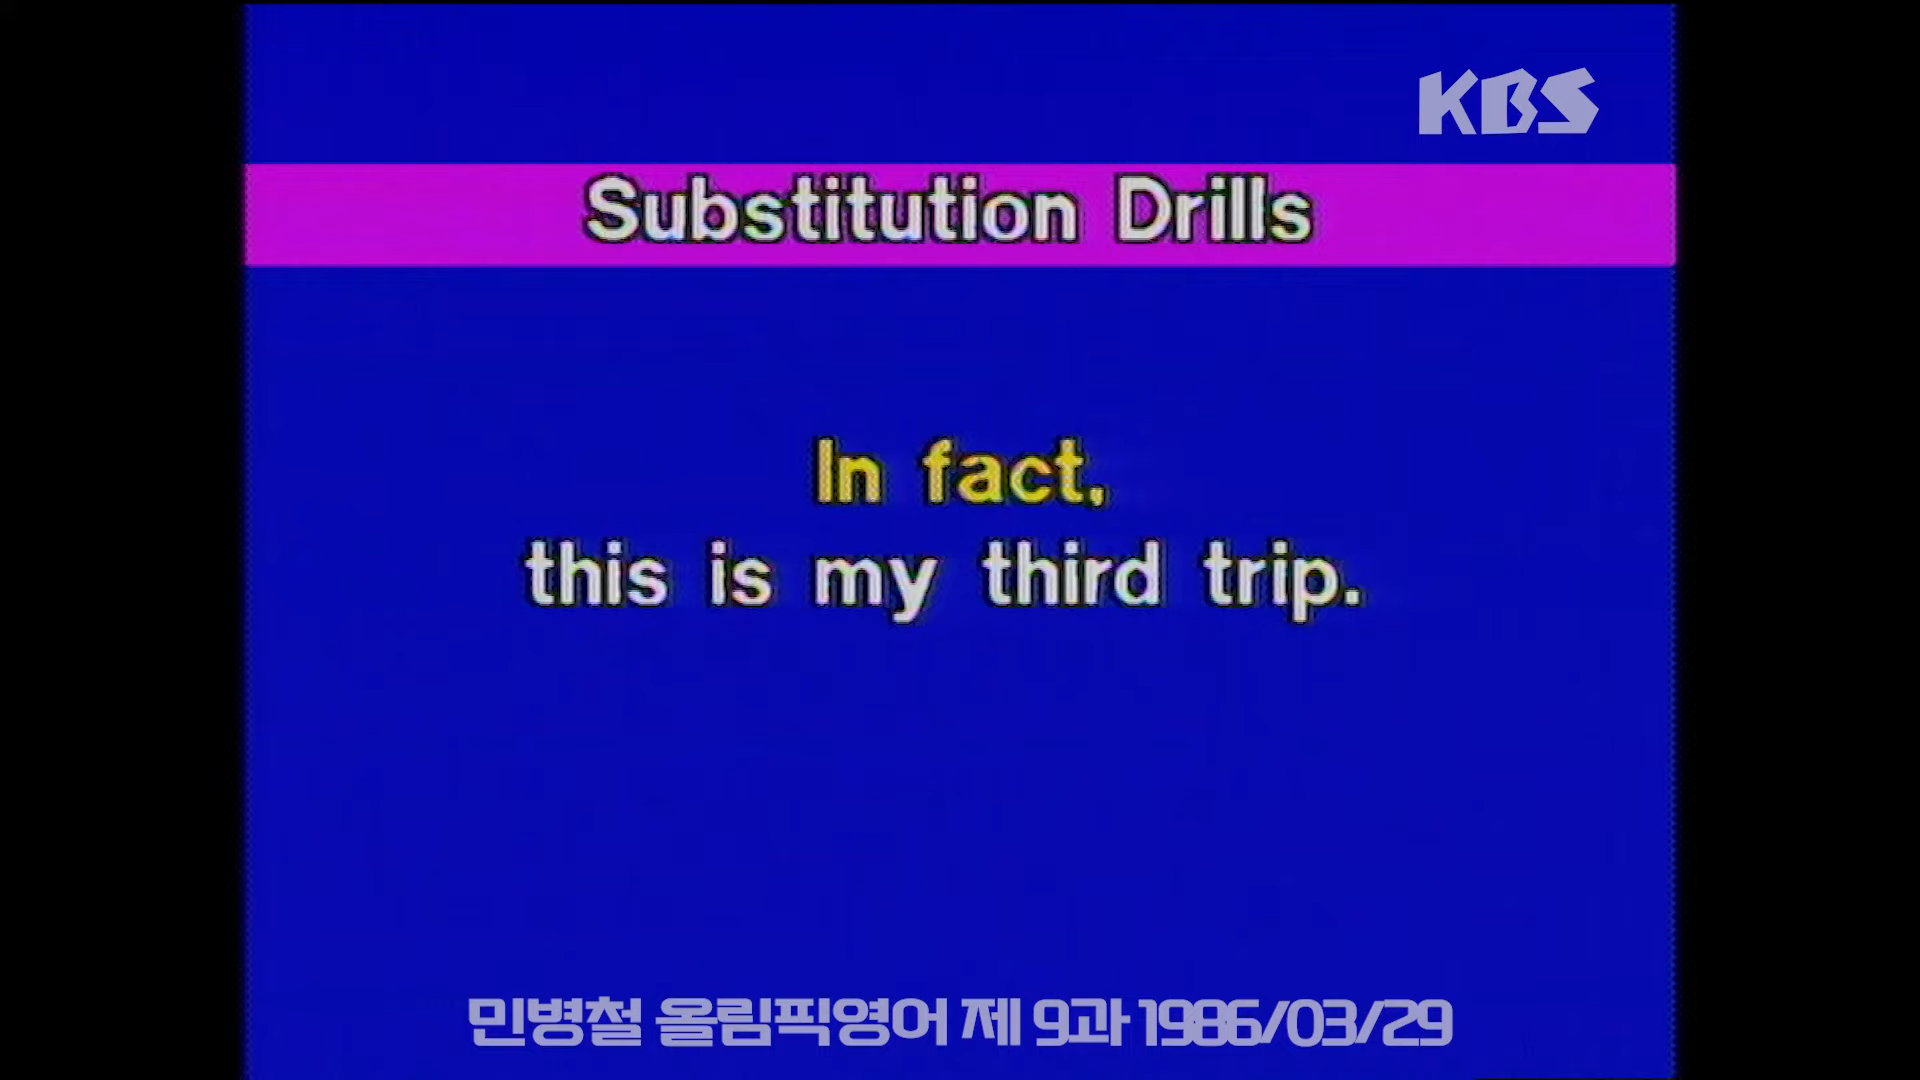 KBS
Substitution Drills
In fact,
this is my third trip.
민병철 올림픽영어 제 9과 1986/03/29